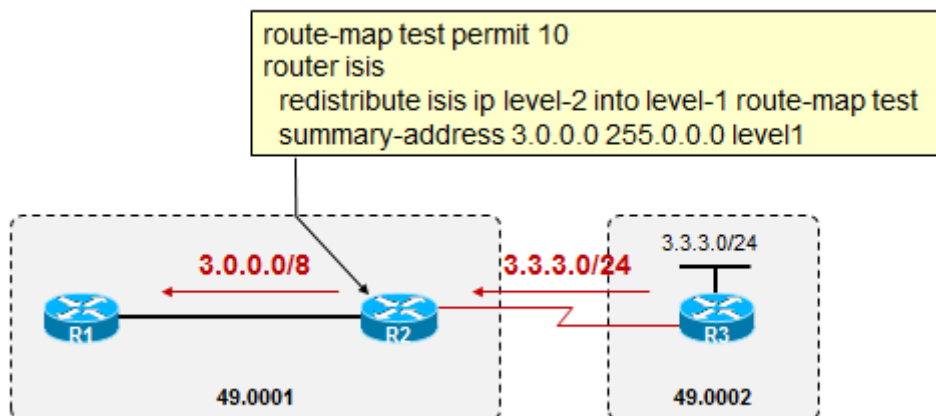 route-map test permit 10
router isis
redistribute isis ip level-2 into level-1 route-map test
summary-address 3.0.0.0 255.0.0.0 level1
3.3.3.0/24
3.0.0.0/8
3.3.3.0/24
R1
R2
R3
49.0001
49.0002